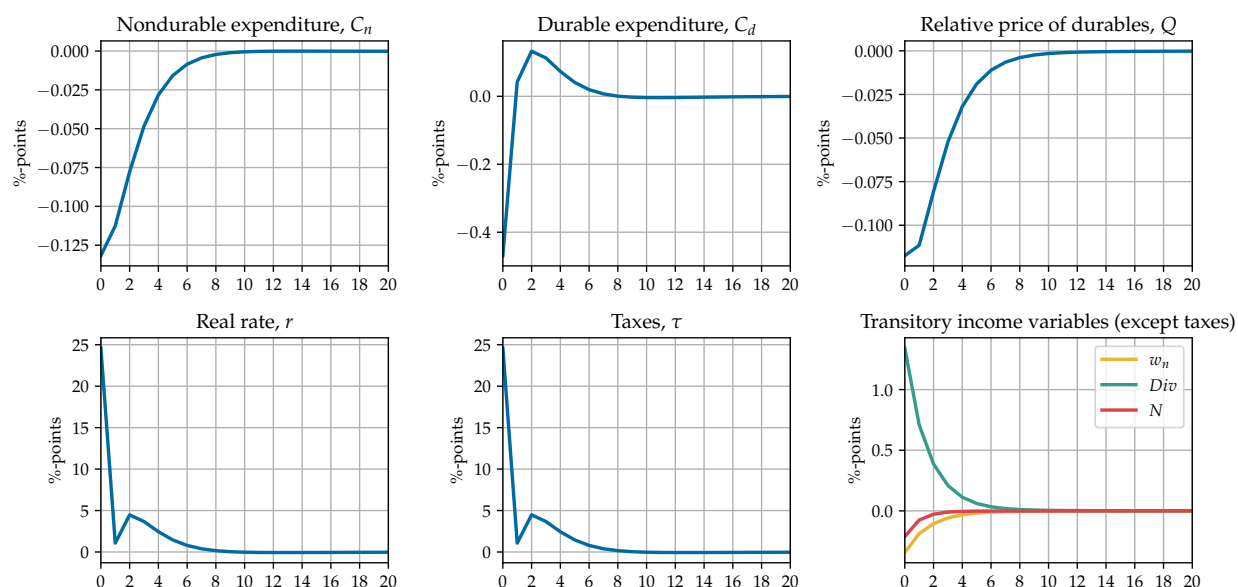 Nondurable expenditure, Cn
Durable expenditure, Cd
Relative price of durables, Q
%-points
0.000
−0.025
−0.050
−0.075
−0.100
−0.125
0 2 4 6 8 10 12 14 16 18 20
%-points
0.0
−0.2
−0.4
0 2 4 6 8 10 12 14 16 18 20
%-points
0.000
−0.025
−0.050
−0.075
−0.100
0 2 4 6 8 10 12 14 16 18 20
Real rate, r
Taxes, τ
Transitory income variables (except taxes)
%-points
25
20
15
10
5
0
0 2 4 6 8 10 12 14 16 18 20
%-points
25
20
15
10
5
0
0 2 4 6 8 10 12 14 16 18 20
%-points
1.0
0.5
0.0
wn
Div
N
0 2 4 6 8 10 12 14 16 18 20